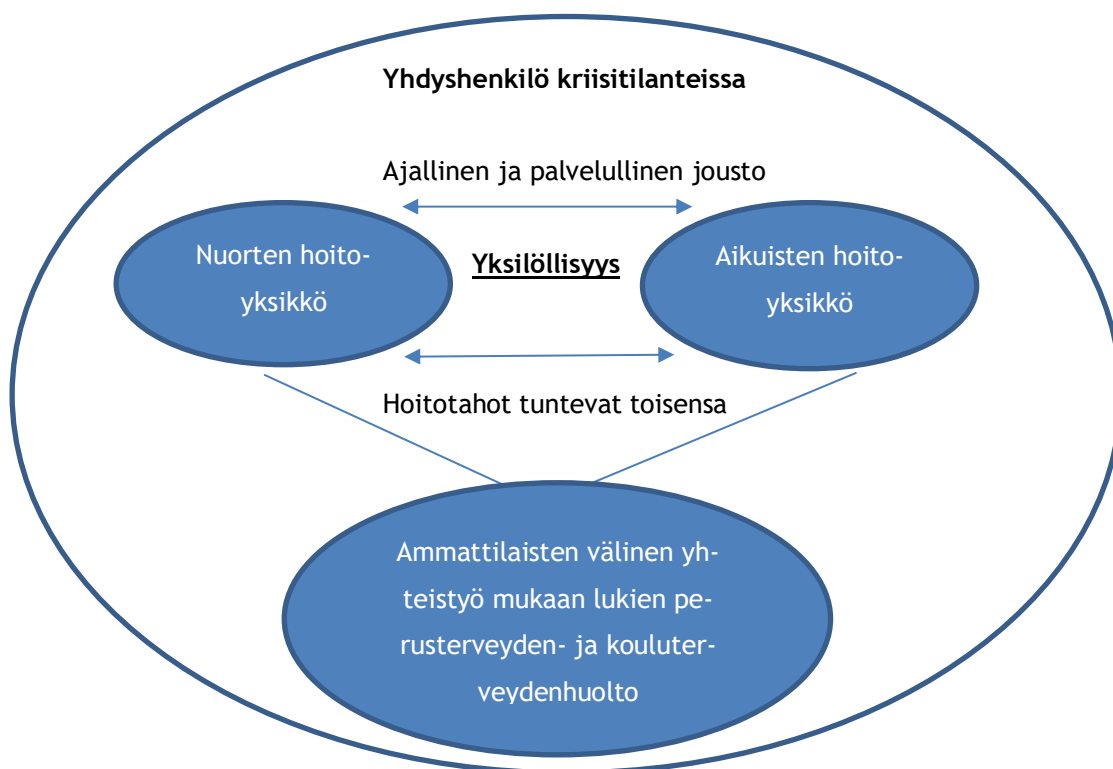 Yhdyshenkilö kriisitilanteissa
Ajallinen ja palvelullinen jousto
Nuorten hoito-
yksikkö
Yksilöllisyys
Aikuisten hoito-
yksikkö
Hoitotahot tuntevat toisensa
Ammattilaisten välinen yh-
teistyö mukaan lukien pe-
rusterveyden- ja kouluter-
veydenhuolto